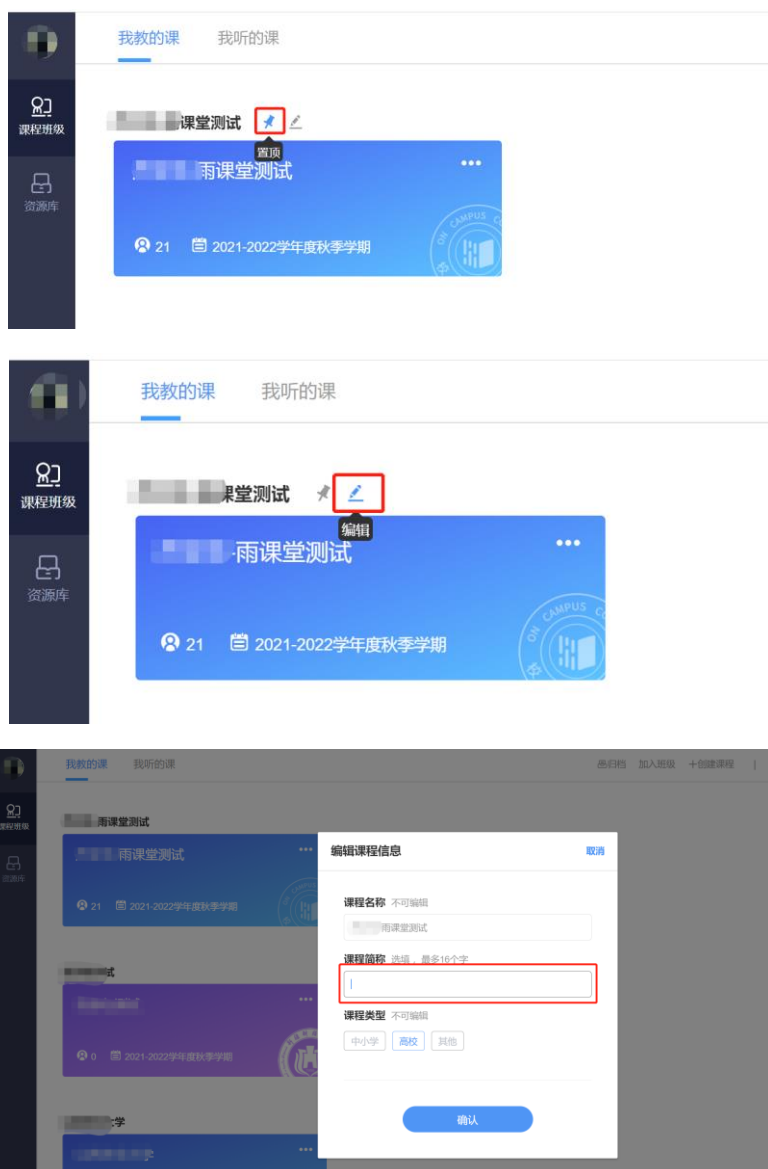 我教的课 我听的课
课程班级
资源库
课堂测试
置顶
雨课堂测试
21 2021-2022学年度秋季学期
ON CAMPUS
我教的课 我听的课
课程班级
资源库
课堂测试
编辑
雨课堂测试
21 2021-2022学年度秋季学期
ON CAMPUS
我教的课 我听的课 归档 加入班级 +创建课程
课程班级
资源库
雨课堂测试
雨课堂测试
21 2021-2022学年度秋季学期
试
0 2021-2022学年度秋季学期
学
编辑课程信息 取消
课程名称 不可编辑
雨课堂测试
课程简称 选填，最多16个字
课程类型 不可编辑
中小学 高校 其他
确认